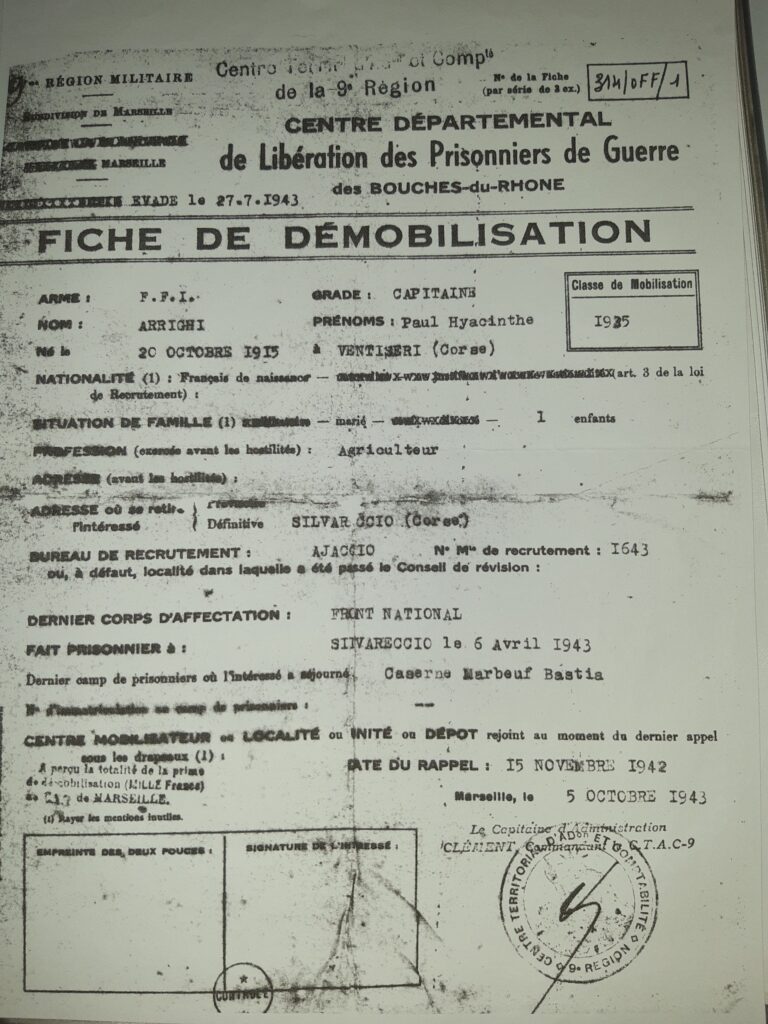 RÉGION MILITAIRE
Centre et Compté
de la 9e Région
N° de la Fiche
(par série de 3 ex.)
314/OFF/1
SUBDIVISION DE MARSEILLE
MARSEILLE
CENTRE DÉPARTEMENTAL
de Libération des Prisonniers de Guerre
des BOUCHES-du-RHONE
EVADE le 27.7.1943
FICHE DE DÉMOBILISATION
ARME : F.F.I. GRADE : CAPITAINE
Classe de Mobilisation
1935
NOM : ARRIGHI PRÉNOMS : Paul Hyacinthe
Né le 20 OCTOBRE 1915 à VENTISERI (Corse)
NATIONALITÉ (1) : Français de naissance — (art. 3 de la loi
de Recrutement) :
SITUATION DE FAMILLE (1) — marié — — 1 enfants
PROFESSION (exercée avant les hostilités) : Agriculteur
ADRESSE (avant les hostilités) :
ADRESSE où se retire
l'intéressé
Définitive SILVAR CCIO (Corse)
BUREAU DE RECRUTEMENT : AJACCIO N° Mle de recrutement : I643
ou, à défaut, localité dans laquelle a été passé le Conseil de révision :
DERNIER CORPS D'AFFECTATION : FRONT NATIONAL
FAIT PRISONNIER à : SILVARECCIO le 6 Avril 1943
Dernier camp de prisonniers où l'intéressé a séjourné Caserne Marbeuf Bastia
N° d'immatriculation au camp de prisonniers : --
CENTRE MOBILISATEUR ou LOCALITÉ ou UNITÉ ou DÉPOT rejoint au moment du dernier appel
sous les drapeaux (1) :
DATE DU RAPPEL : 15 NOVEMBRE 1942
A perçu la totalité de la prime
de démobilisation (MILLE Francs)
de MARSEILLE.
Marseille, le 5 OCTOBRE 1943
(1) Rayer les mentions inutiles.
Le Capitaine d'Administration
CLÉMENT, Commandant le C.T.A.C-9
EMPREINTE DES DEUX POUCES :
SIGNATURE DE L'INTÉRESSÉ :
CENTRE TERRITORIAL D'ADon ET COMPTABILITÉ
9e REGION
CONTROLE